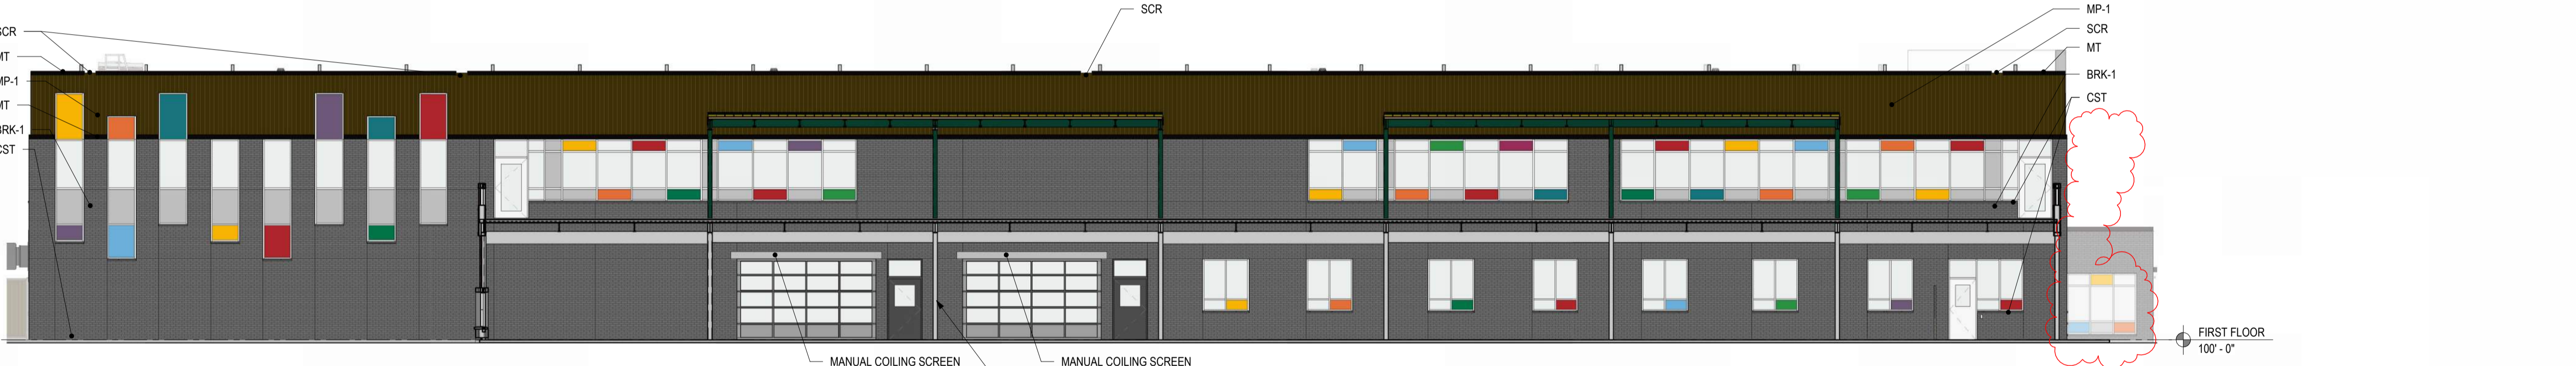 SCR
MP-1
SCR
SCR
MT
MT
MP-1
BRK-1
MT
CST
BRK-1
CST
FIRST FLOOR
100' - 0"
MANUAL COILING SCREEN
MANUAL COILING SCREEN